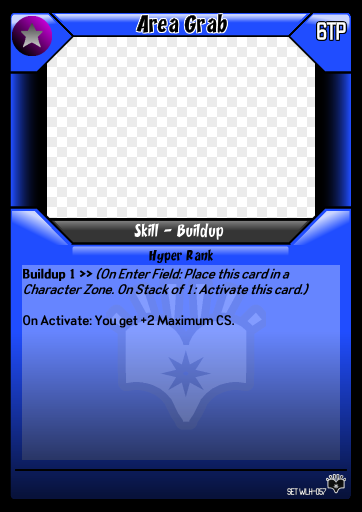 Area Grab
6TP
Skill - Buildup
Hyper Rank
Buildup 1 >> (On Enter Field: Place this card in a
Character Zone. On Stack of 1: Activate this card.)
On Activate: You get +2 Maximum CS.
SET WLH-057